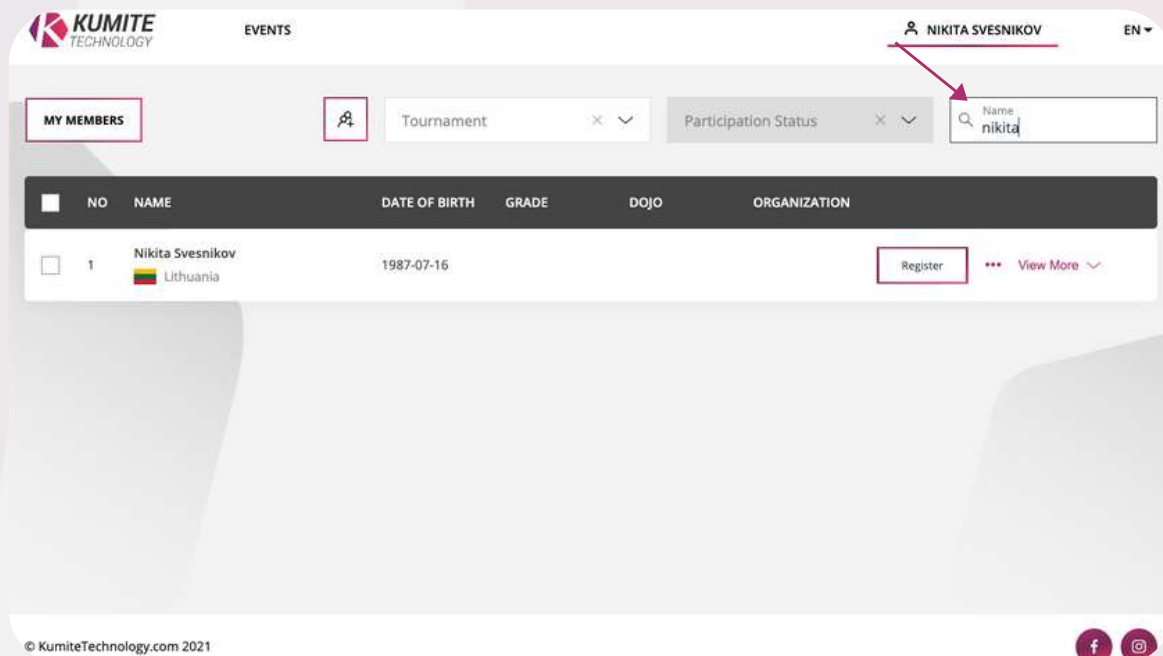 KUMITE
TECHNOLOGY
EVENTS
NIKITA SVESNIKOV
EN
MY MEMBERS
Tournament
Participation Status
Name
nikita
NO NAME DATE OF BIRTH GRADE DOJO ORGANIZATION
1 Nikita Svesnikov 1987-07-16 Register ••• View More
Lithuania
© KumiteTechnology.com 2021